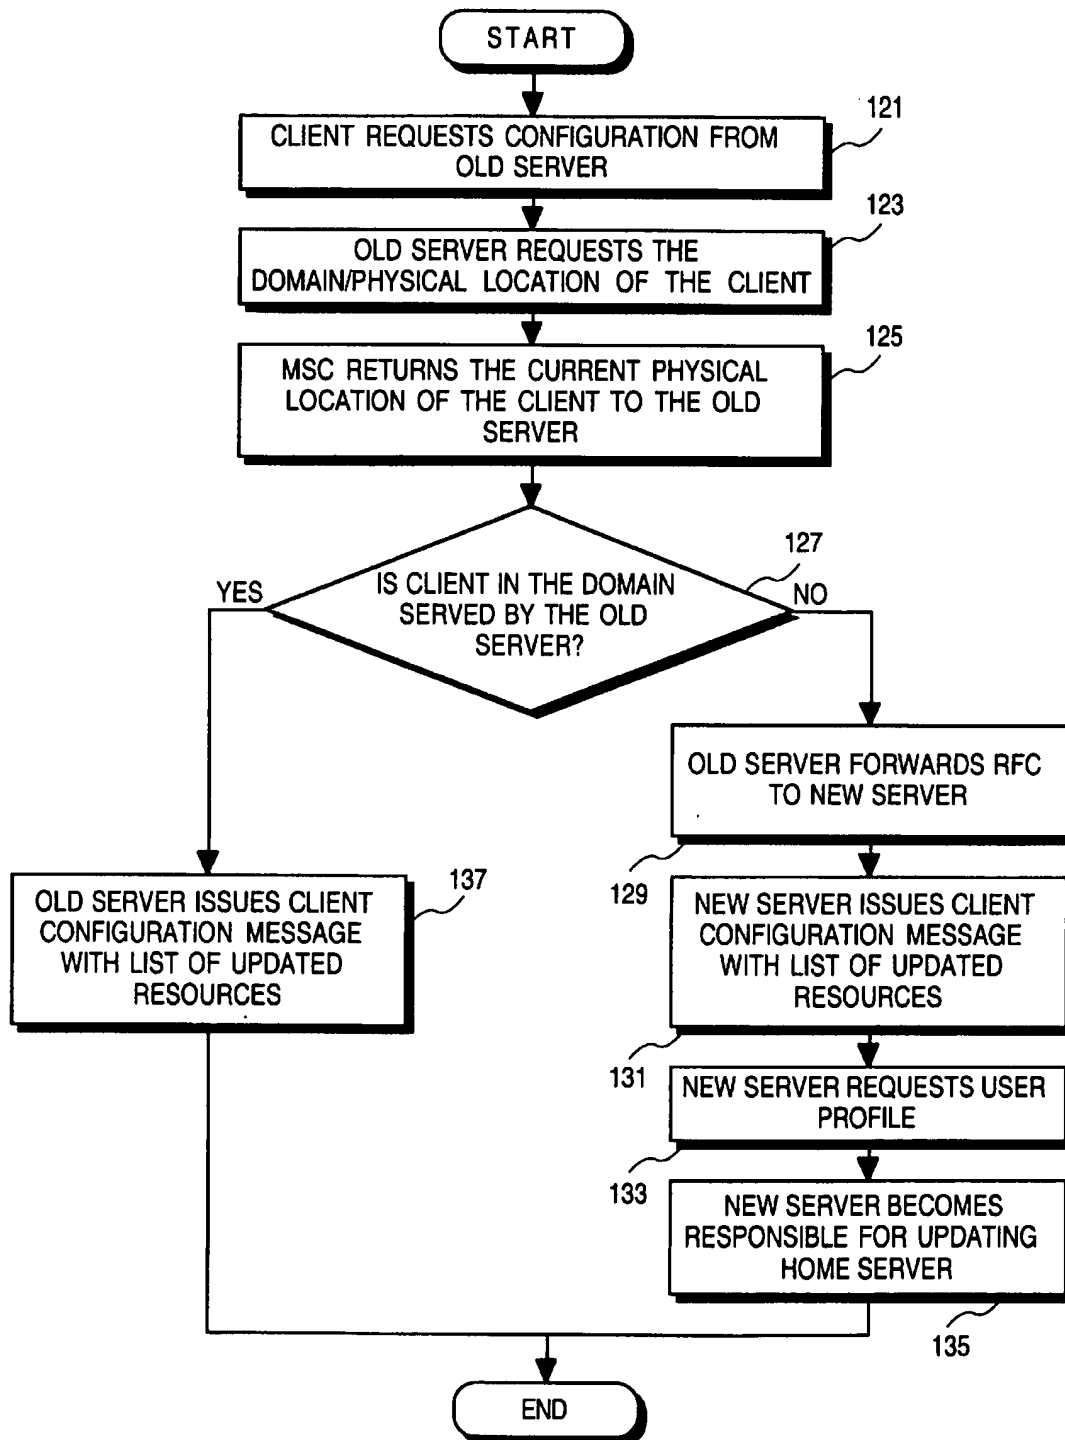 START
121
CLIENT REQUESTS CONFIGURATION FROM
OLD SERVER
123
OLD SERVER REQUESTS THE
DOMAIN/PHYSICAL LOCATION OF THE CLIENT
125
MSC RETURNS THE CURRENT PHYSICAL
LOCATION OF THE CLIENT TO THE OLD
SERVER
127
YES
IS CLIENT IN THE DOMAIN
SERVED BY THE OLD
SERVER?
NO
OLD SERVER FORWARDS RFC
TO NEW SERVER
129
137
OLD SERVER ISSUES CLIENT
CONFIGURATION MESSAGE
WITH LIST OF UPDATED
RESOURCES
NEW SERVER ISSUES CLIENT
CONFIGURATION MESSAGE
WITH LIST OF UPDATED
RESOURCES
131
NEW SERVER REQUESTS USER
PROFILE
133
NEW SERVER BECOMES
RESPONSIBLE FOR UPDATING
HOME SERVER
135
END